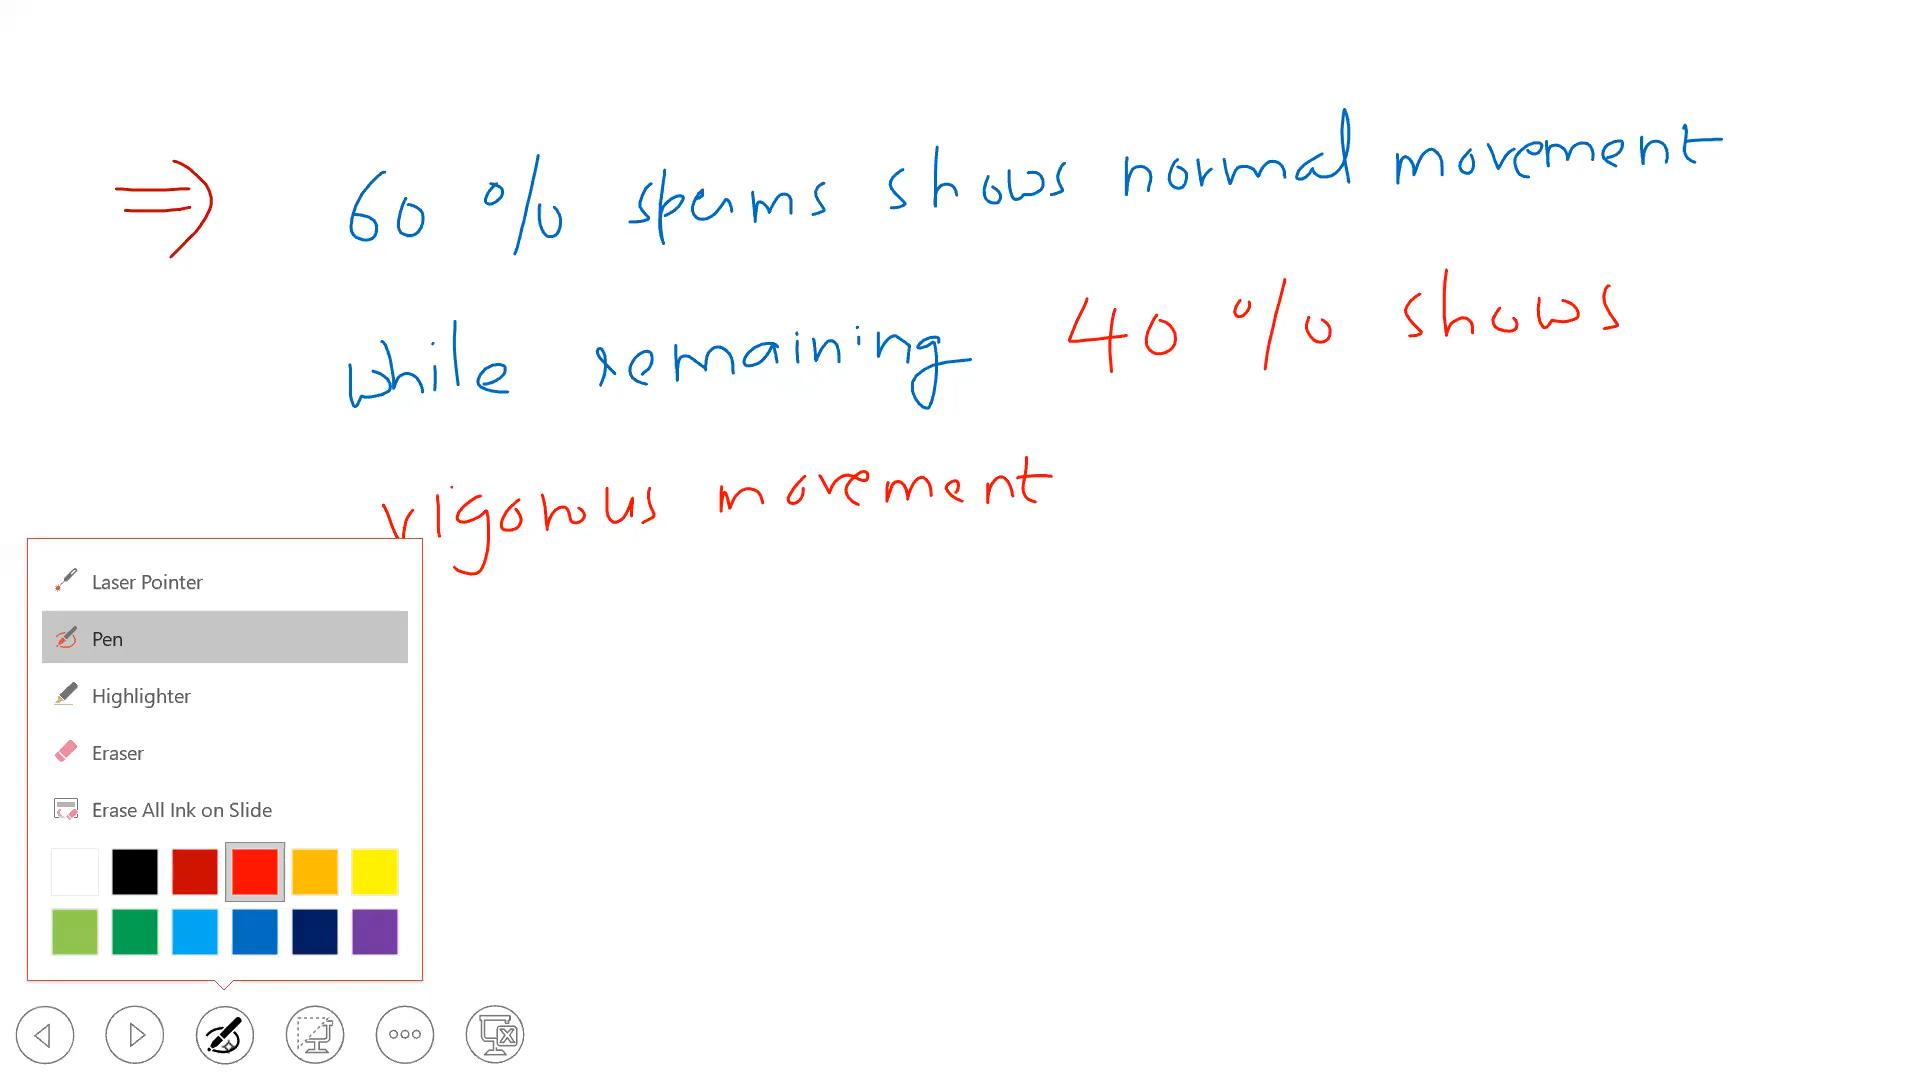 ⇒ 60 % sperms shows normal movement
while remaining 40 % shows
vigorous movement
Laser Pointer
Pen
Highlighter
Eraser
Erase All Ink on Slide